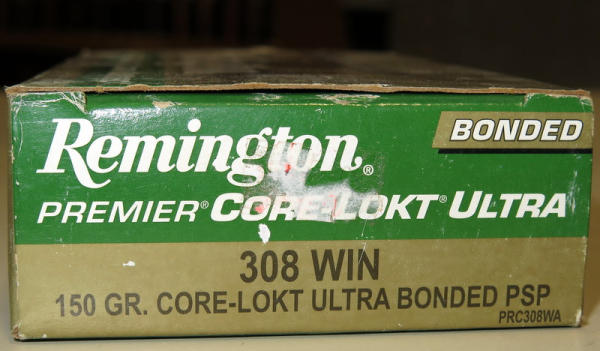 BONDED
Remington®
PREMIER® CORE-LOKT® ULTRA
308 WIN
150 GR. CORE-LOKT ULTRA BONDED PSP
PRC308WA